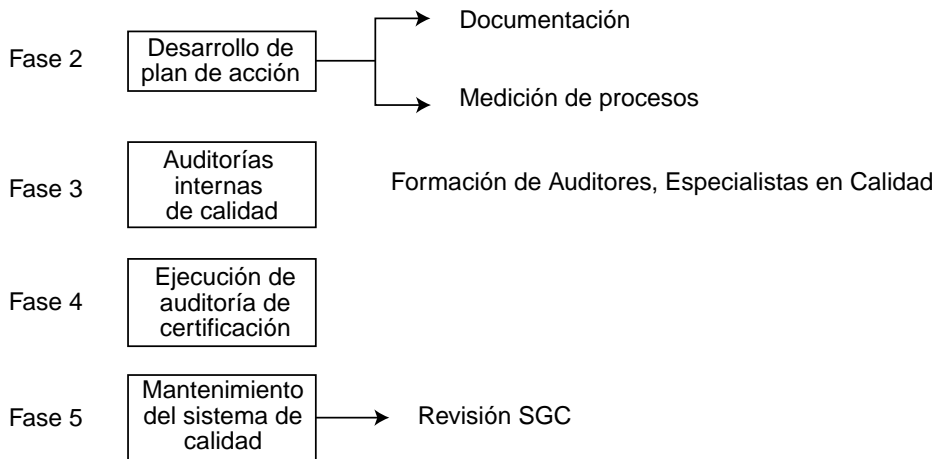 Fase 2
Desarrollo de
plan de acción
Documentación
Medición de procesos
Fase 3
Auditorías
internas
de calidad
Formación de Auditores, Especialistas en Calidad
Fase 4
Ejecución de
auditoría de
certificación
Fase 5
Mantenimiento
del sistema de
calidad
Revisión SGC